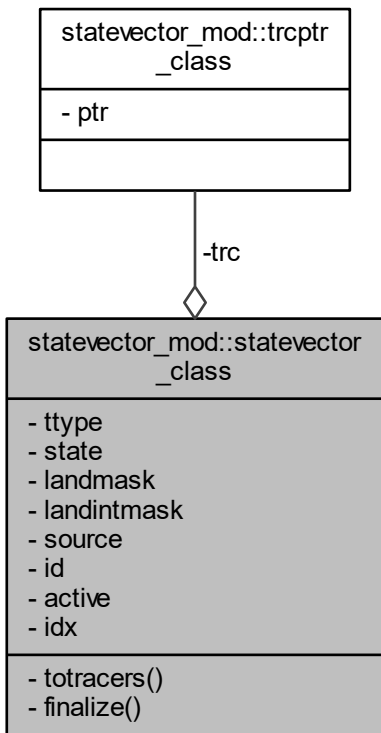 statevector_mod::trcptr
_class
- ptr
-trc
statevector_mod::statevector
_class
- ttype
- state
- landmask
- landintmask
- source
- id
- active
- idx
- totracers()
- finalize()